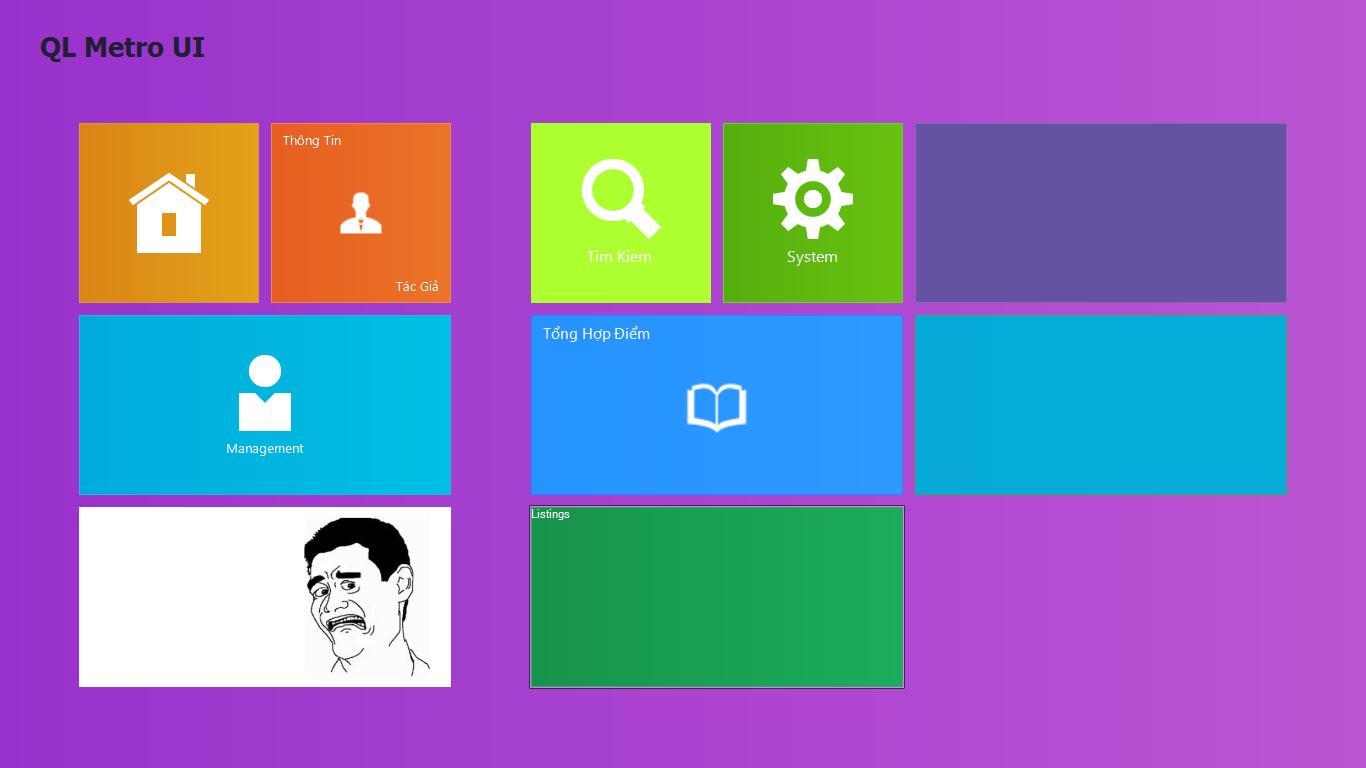 QL Metro UI
Thông Tin
Tác Giả
Tim Kiem
System
Management
Tổng Hợp Điểm
Listings